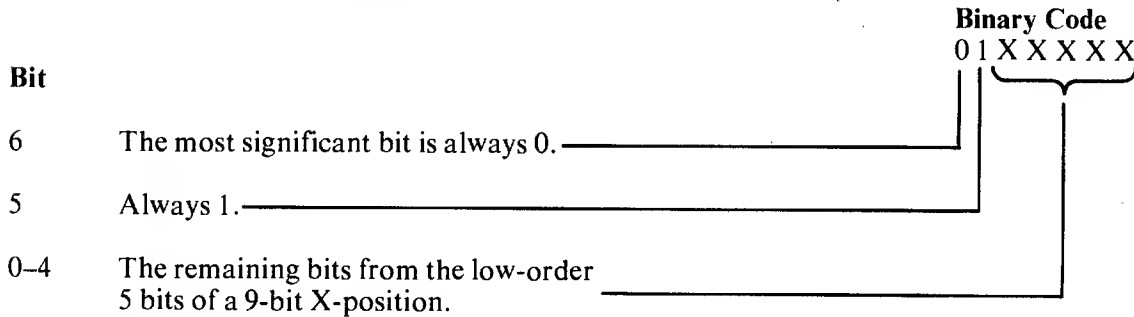 Binary Code
0 1 X X X X X
Bit
6 The most significant bit is always 0.
5 Always 1.
0–4 The remaining bits from the low-order
5 bits of a 9-bit X-position.